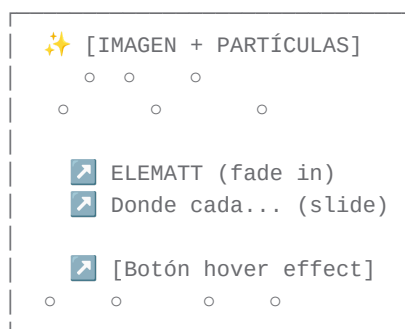 ✨ [IMAGEN + PARTÍCULAS]
↗ ELEMATT (fade in)
↗ Donde cada... (slide)
↗ [Botón hover effect]